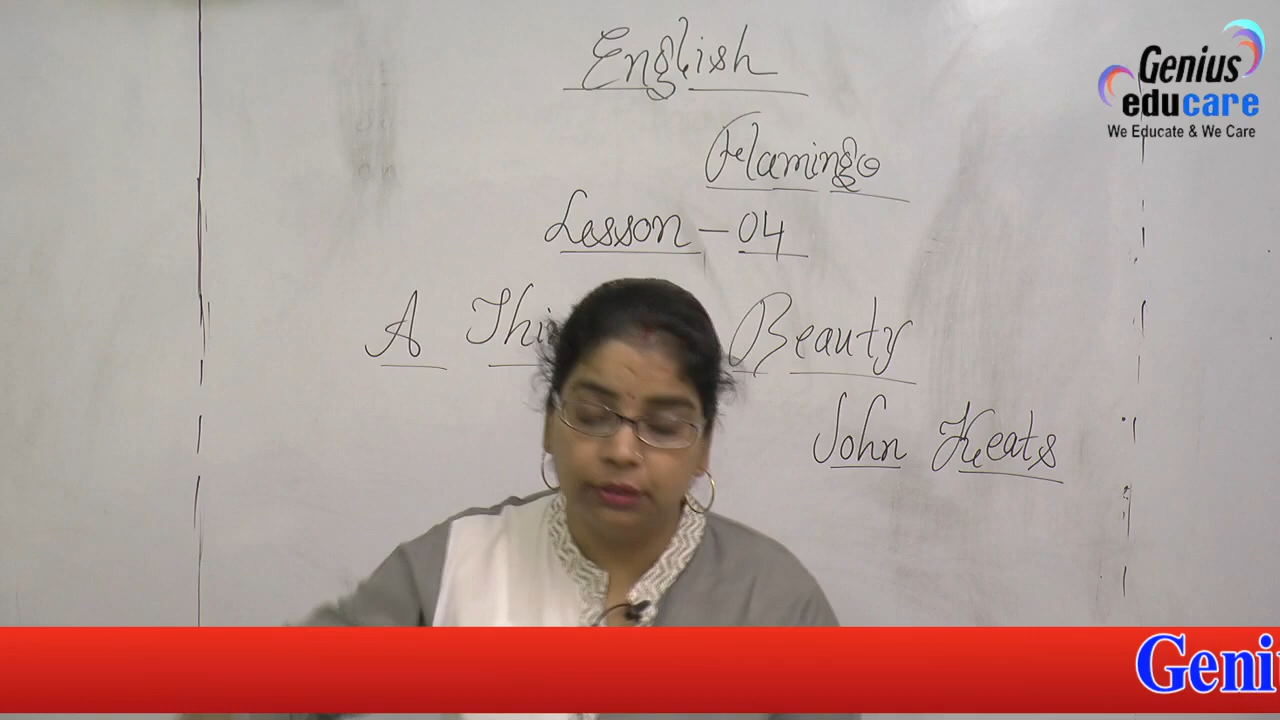 English
Flamingo
Lesson - 04
A Thi Beauty
John Keats
Genius
educare
We Educate & We Care
Geni